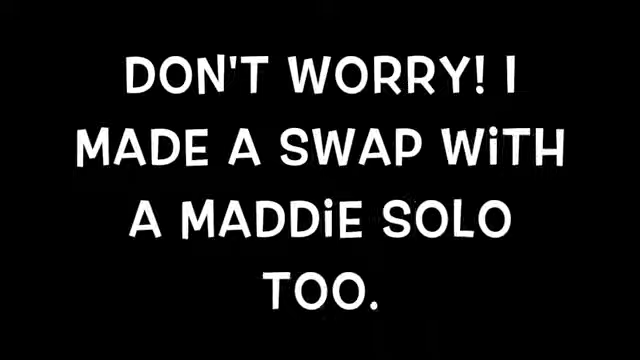 DON'T WORRY! I
MADE A SWAP WiTH
A MADDiE SOLO
TOO.